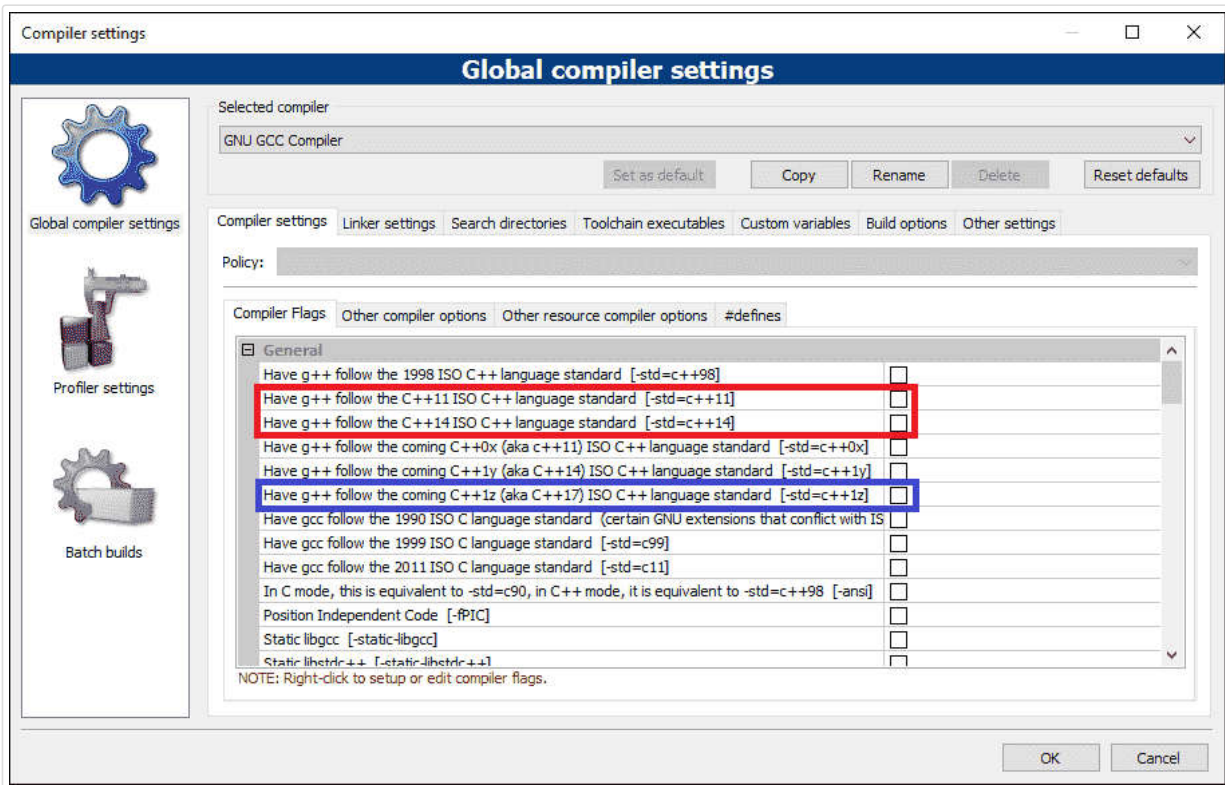 Compiler settings
Global compiler settings
Selected compiler
GNU GCC Compiler
Set as default
Copy
Rename
Delete
Reset defaults
Global compiler settings
Profiler settings
Batch builds
Compiler settings
Linker settings
Search directories
Toolchain executables
Custom variables
Build options
Other settings
Policy:
Compiler Flags
Other compiler options
Other resource compiler options
#defines
General
Have g++ follow the 1998 ISO C++ language standard [-std=c++98]
Have g++ follow the C++11 ISO C++ language standard [-std=c++11]
Have g++ follow the C++14 ISO C++ language standard [-std=c++14]
Have g++ follow the coming C++0x (aka c++11) ISO C++ language standard [-std=c++0x]
Have g++ follow the coming C++1y (aka C++14) ISO C++ language standard [-std=c++1y]
Have g++ follow the coming C++1z (aka C++17) ISO C++ language standard [-std=c++1z]
Have gcc follow the 1990 ISO C language standard (certain GNU extensions that conflict with IS
Have gcc follow the 1999 ISO C language standard [-std=c99]
Have gcc follow the 2011 ISO C language standard [-std=c11]
In C mode, this is equivalent to -std=c90, in C++ mode, it is equivalent to -std=c++98 [-ansi]
Position Independent Code [-fPIC]
Static libgcc [-static-libgcc]
Static libstdc++ [-static-libstdc++]
NOTE: Right-click to setup or edit compiler flags.
OK
Cancel